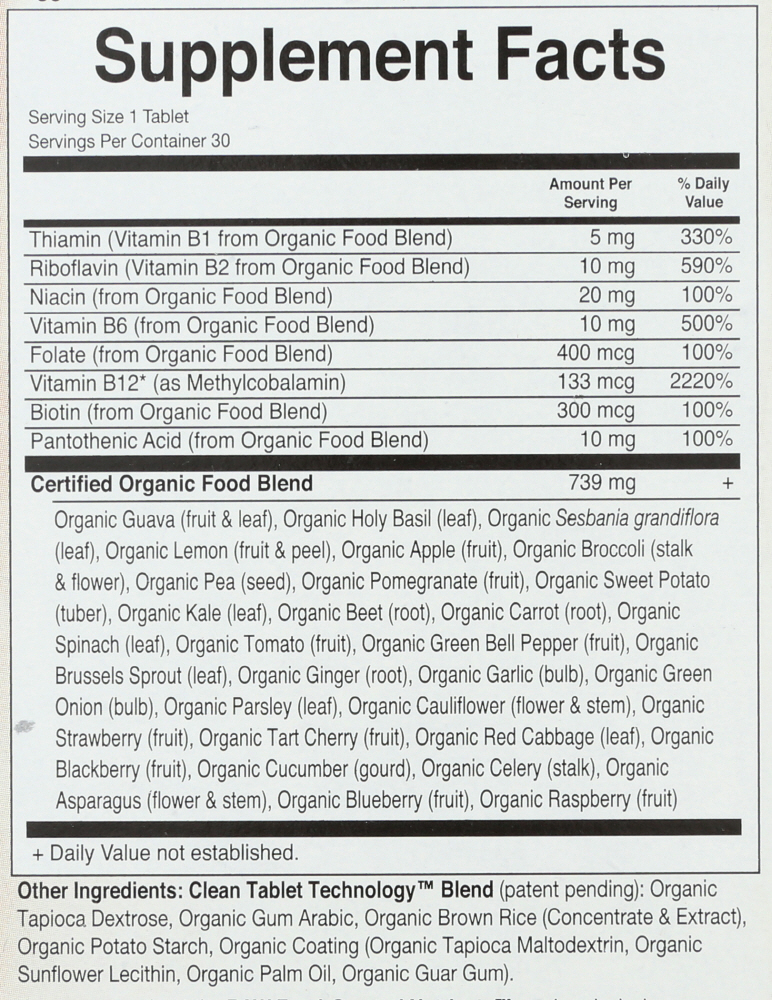 Supplement Facts
Serving Size 1 Tablet
Servings Per Container 30
Amount Per Serving % Daily Value
Thiamin (Vitamin B1 from Organic Food Blend) 5 mg 330%
Riboflavin (Vitamin B2 from Organic Food Blend) 10 mg 590%
Niacin (from Organic Food Blend) 20 mg 100%
Vitamin B6 (from Organic Food Blend) 10 mg 500%
Folate (from Organic Food Blend) 400 mcg 100%
Vitamin B12* (as Methylcobalamin) 133 mcg 2220%
Biotin (from Organic Food Blend) 300 mcg 100%
Pantothenic Acid (from Organic Food Blend) 10 mg 100%
Certified Organic Food Blend 739 mg +
Organic Guava (fruit & leaf), Organic Holy Basil (leaf), Organic Sesbania grandiflora
(leaf), Organic Lemon (fruit & peel), Organic Apple (fruit), Organic Broccoli (stalk
& flower), Organic Pea (seed), Organic Pomegranate (fruit), Organic Sweet Potato
(tuber), Organic Kale (leaf), Organic Beet (root), Organic Carrot (root), Organic
Spinach (leaf), Organic Tomato (fruit), Organic Green Bell Pepper (fruit), Organic
Brussels Sprout (leaf), Organic Ginger (root), Organic Garlic (bulb), Organic Green
Onion (bulb), Organic Parsley (leaf), Organic Cauliflower (flower & stem), Organic
Strawberry (fruit), Organic Tart Cherry (fruit), Organic Red Cabbage (leaf), Organic
Blackberry (fruit), Organic Cucumber (gourd), Organic Celery (stalk), Organic
Asparagus (flower & stem), Organic Blueberry (fruit), Organic Raspberry (fruit)
+ Daily Value not established.
Other Ingredients: Clean Tablet Technology™ Blend (patent pending): Organic
Tapioca Dextrose, Organic Gum Arabic, Organic Brown Rice (Concentrate & Extract),
Organic Potato Starch, Organic Coating (Organic Tapioca Maltodextrin, Organic
Sunflower Lecithin, Organic Palm Oil, Organic Guar Gum).